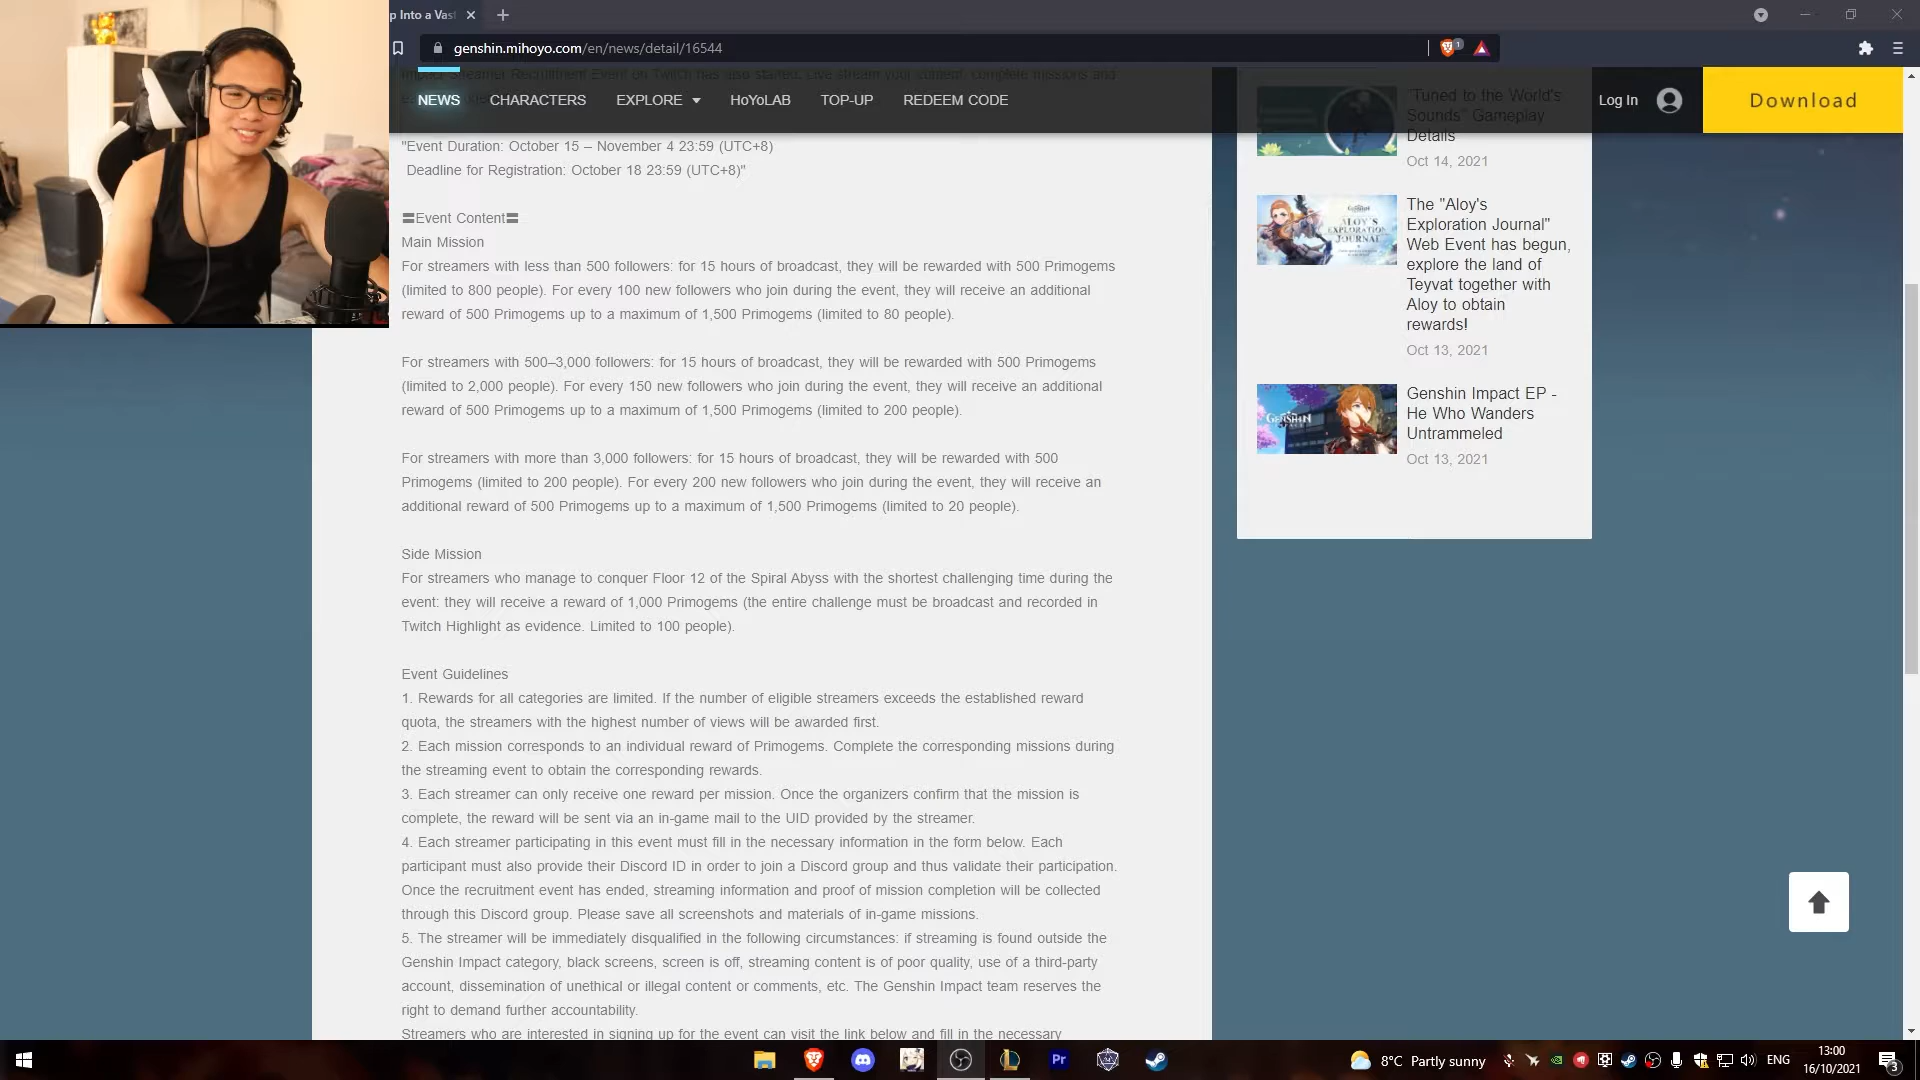 p Into a Vas
genshin.mihoyo.com/en/news/detail/16544
1
Impact Streamer Recruitment Event on Twitch has also started. Live stream your content, complete missions and
NEWS
CHARACTERS
EXPLORE
HoYoLAB
TOP-UP
REDEEM CODE
Log In
Download
"Event Duration: October 15 – November 4 23:59 (UTC+8)
Deadline for Registration: October 18 23:59 (UTC+8)"
〓Event Content〓
Main Mission
For streamers with less than 500 followers: for 15 hours of broadcast, they will be rewarded with 500 Primogems
(limited to 800 people). For every 100 new followers who join during the event, they will receive an additional
reward of 500 Primogems up to a maximum of 1,500 Primogems (limited to 80 people).
For streamers with 500–3,000 followers: for 15 hours of broadcast, they will be rewarded with 500 Primogems
(limited to 2,000 people). For every 150 new followers who join during the event, they will receive an additional
reward of 500 Primogems up to a maximum of 1,500 Primogems (limited to 200 people).
For streamers with more than 3,000 followers: for 15 hours of broadcast, they will be rewarded with 500
Primogems (limited to 200 people). For every 200 new followers who join during the event, they will receive an
additional reward of 500 Primogems up to a maximum of 1,500 Primogems (limited to 20 people).
Side Mission
For streamers who manage to conquer Floor 12 of the Spiral Abyss with the shortest challenging time during the
event: they will receive a reward of 1,000 Primogems (the entire challenge must be broadcast and recorded in
Twitch Highlight as evidence. Limited to 100 people).
Event Guidelines
1. Rewards for all categories are limited. If the number of eligible streamers exceeds the established reward
quota, the streamers with the highest number of views will be awarded first.
2. Each mission corresponds to an individual reward of Primogems. Complete the corresponding missions during
the streaming event to obtain the corresponding rewards.
3. Each streamer can only receive one reward per mission. Once the organizers confirm that the mission is
complete, the reward will be sent via an in-game mail to the UID provided by the streamer.
4. Each streamer participating in this event must fill in the necessary information in the form below. Each
participant must also provide their Discord ID in order to join a Discord group and thus validate their participation.
Once the recruitment event has ended, streaming information and proof of mission completion will be collected
through this Discord group. Please save all screenshots and materials of in-game missions.
5. The streamer will be immediately disqualified in the following circumstances: if streaming is found outside the
Genshin Impact category, black screens, screen is off, streaming content is of poor quality, use of a third-party
account, dissemination of unethical or illegal content or comments, etc. The Genshin Impact team reserves the
right to demand further accountability.
Streamers who are interested in signing up for the event can visit the link below and fill in the necessary
"Tuned to the World's
Sounds" Gameplay
Details
Oct 14, 2021
ALOY'S
EXPLORATION
JOURNAL
The "Aloy's
Exploration Journal"
Web Event has begun,
explore the land of
Teyvat together with
Aloy to obtain
rewards!
Oct 13, 2021
GENSHIN
IMPACT
Genshin Impact EP -
He Who Wanders
Untrammeled
Oct 13, 2021
Pr
8°C Partly sunny
ENG
13:00
16/10/2021
3